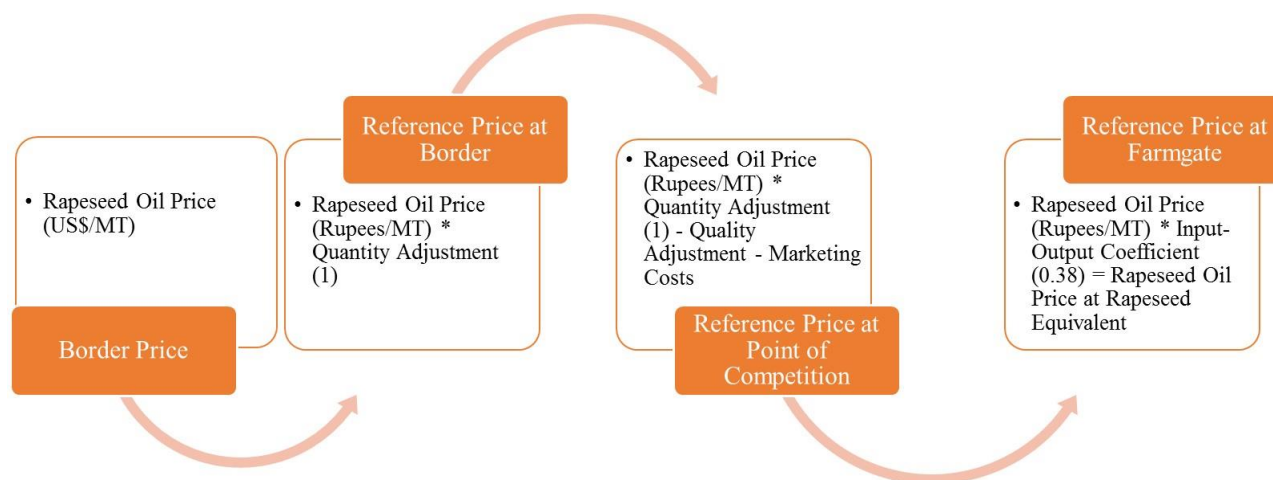 • Rapeseed Oil Price
(US$/MT)
Border Price
Reference Price at
Border
• Rapeseed Oil Price
(Rupees/MT) *
Quantity Adjustment
(1)
• Rapeseed Oil Price
(Rupees/MT) *
Quantity Adjustment
(1) - Quality
Adjustment - Marketing
Costs
Reference Price at
Point of
Competition
Reference Price at
Farmgate
• Rapeseed Oil Price
(Rupees/MT) * Input-
Output Coefficient
(0.38) = Rapeseed Oil
Price at Rapeseed
Equivalent